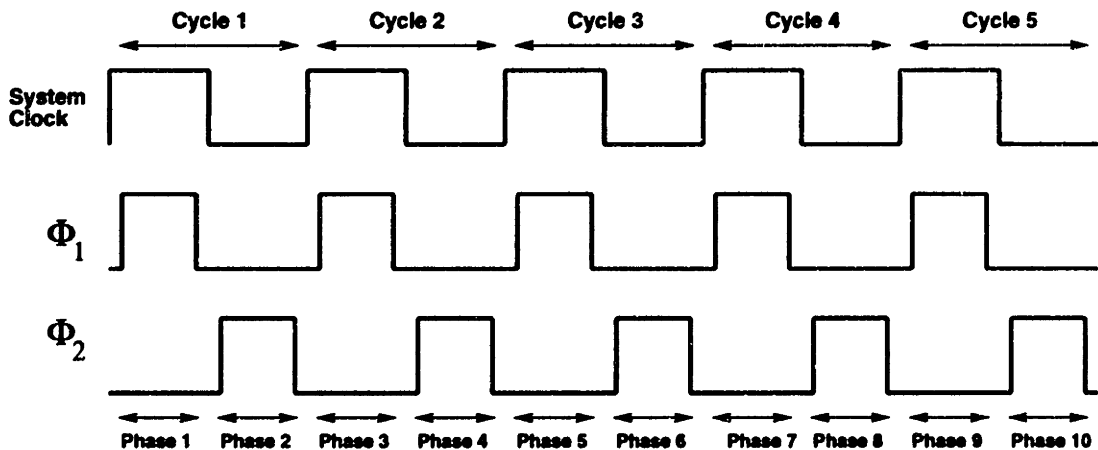 Cycle 1 Cycle 2 Cycle 3 Cycle 4 Cycle 5
System
Clock
Φ1
Φ2
Phase 1 Phase 2 Phase 3 Phase 4 Phase 5 Phase 6 Phase 7 Phase 8 Phase 9 Phase 10